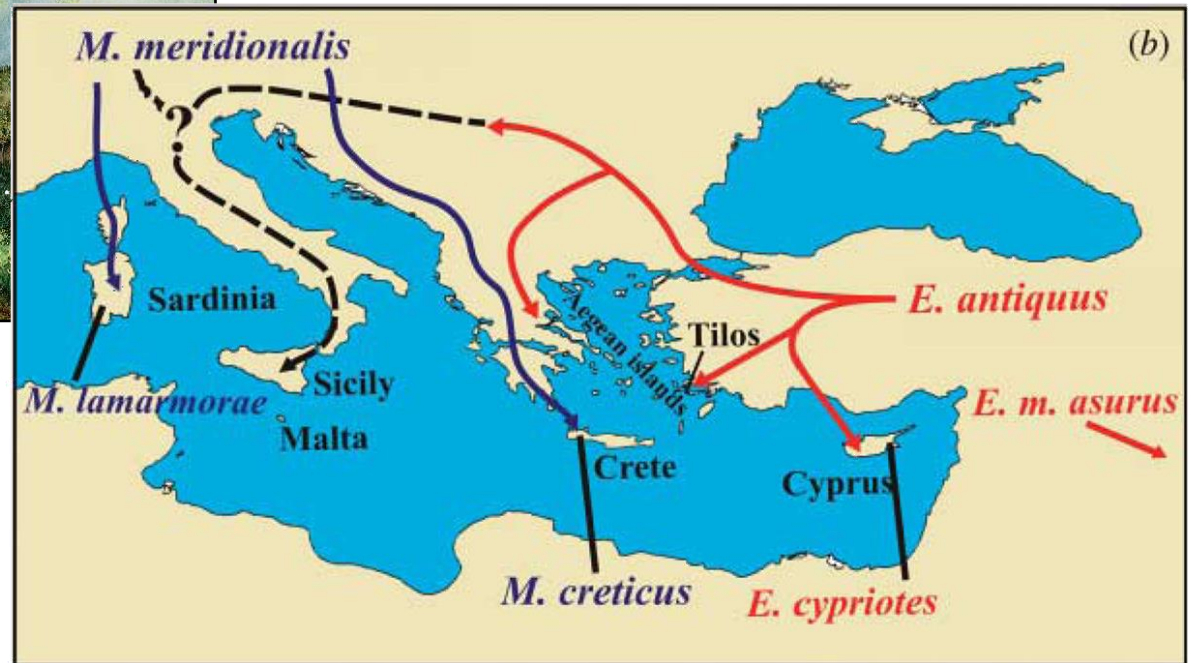 (b)
M. meridionalis
?
E. antiquus
Sardinia
Aegean islands
Tilos
M. lamarmorae
Sicily
E. m. asurus
Malta
Crete
Cyprus
M. creticus
E. cypriotes